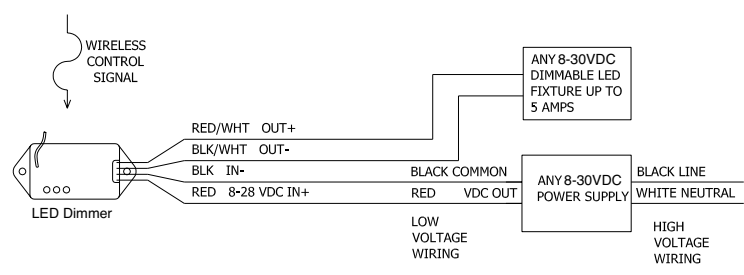 WIRELESS
CONTROL
SIGNAL
ANY 8-30VDC
DIMMABLE LED
FIXTURE UP TO
5 AMPS
RED/WHT OUT+
BLK/WHT OUT-
BLK IN-
RED 8-28 VDC IN+
LED Dimmer
BLACK COMMON
RED VDC OUT
ANY 8-30VDC
POWER SUPPLY
BLACK LINE
WHITE NEUTRAL
LOW
VOLTAGE
WIRING
HIGH
VOLTAGE
WIRING